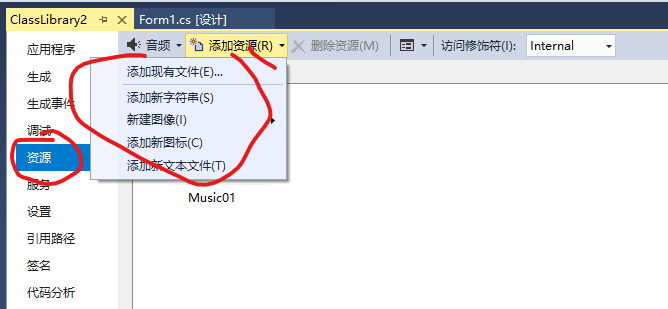 ClassLibrary2 Form1.cs [设计]
应用程序 音频 添加资源(R) 删除资源(M) 访问修饰符(I): Internal
生成 添加现有文件(E)...
生成事件 添加新字符串(S)
调试 新建图像(I)
资源 添加新图标(C)
服务 添加新文本文件(T)
设置 Music01
引用路径
签名
代码分析